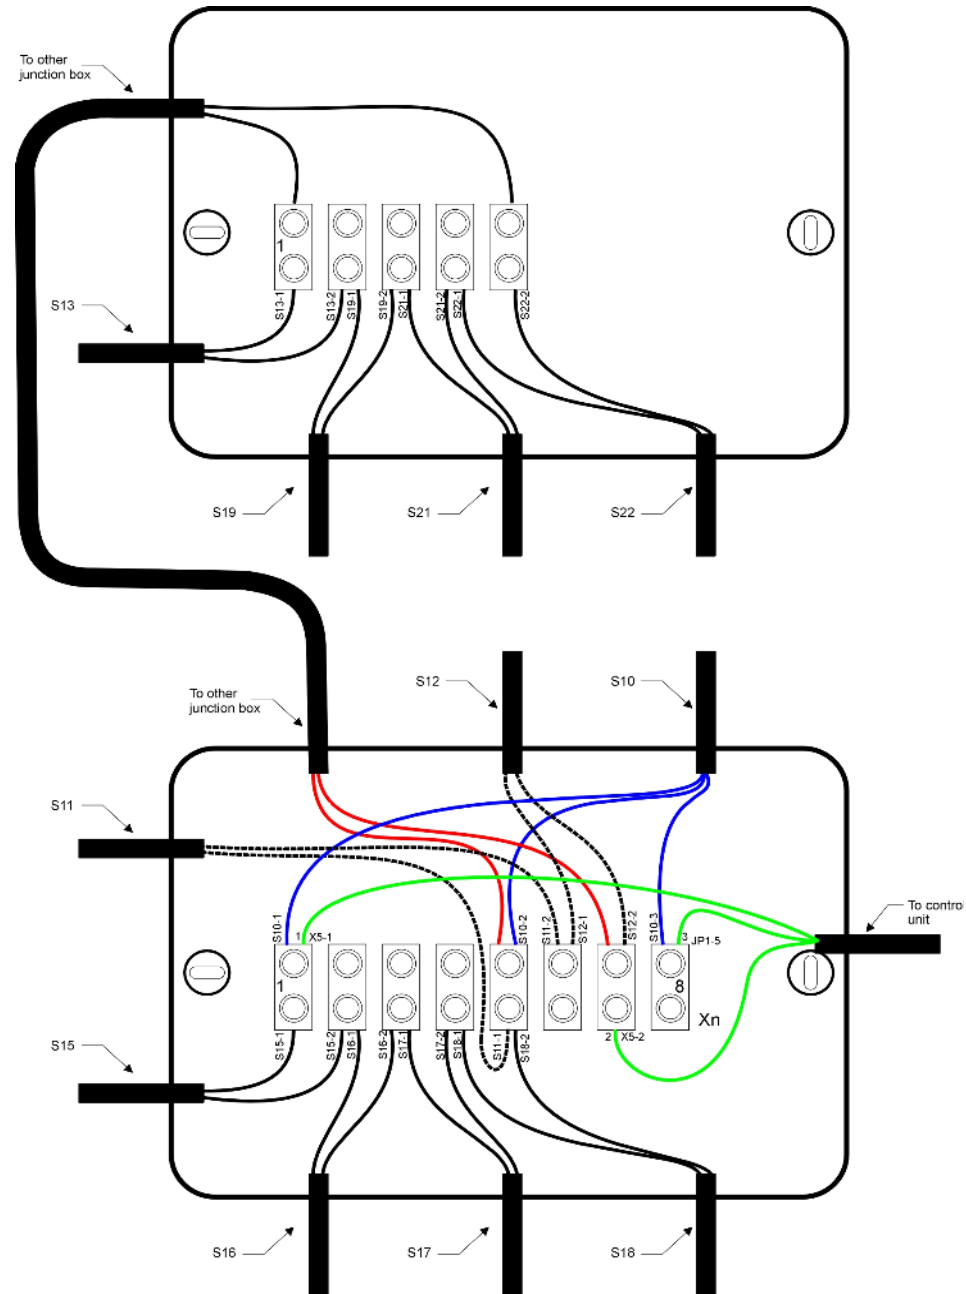 To other
junction box
1
S13-1
S13-2
S19-1
S19-2
S21-1
S21-2
S22-1
S22-2
S13
S19
S21
S22
S12
S10
To other
junction box
S11
S10-1
1
X5-1
S10-2
S11-2
S12-1
S12-2
S10-3
3
JP1-5
To control
unit
1
8
Xn
S15-1
S15-2
S16-1
S16-2
S17-1
S17-2
S18-1
S11-1
S18-2
2
X5-2
S15
S16
S17
S18